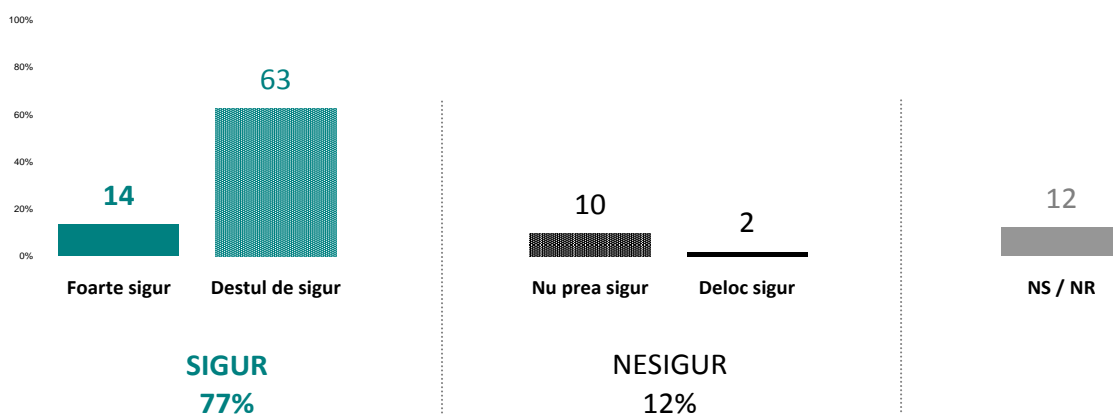 100%
80%
60%
40%
20%
0%
14
63
10
2
12
Foarte sigur
Destul de sigur
Nu prea sigur
Deloc sigur
NS / NR
SIGUR
77%
NESIGUR
12%